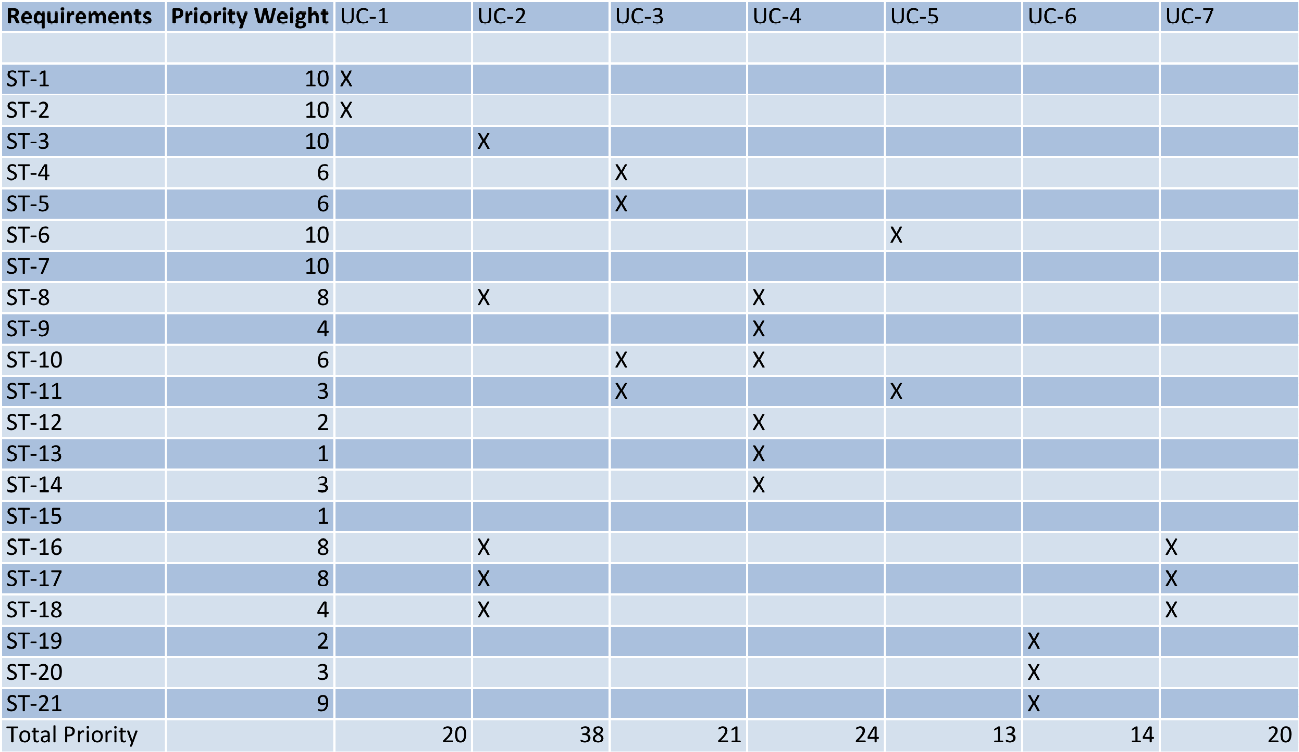 Requirements Priority Weight UC-1 UC-2 UC-3 UC-4 UC-5 UC-6 UC-7
ST-1 10 X
ST-2 10 X
ST-3 10 X
ST-4 6 X
ST-5 6 X
ST-6 10 X
ST-7 10
ST-8 8 X X
ST-9 4 X
ST-10 6 X X
ST-11 3 X X
ST-12 2 X
ST-13 1 X
ST-14 3 X
ST-15 1
ST-16 8 X X
ST-17 8 X X
ST-18 4 X X
ST-19 2 X
ST-20 3 X
ST-21 9 X
Total Priority 20 38 21 24 13 14 20